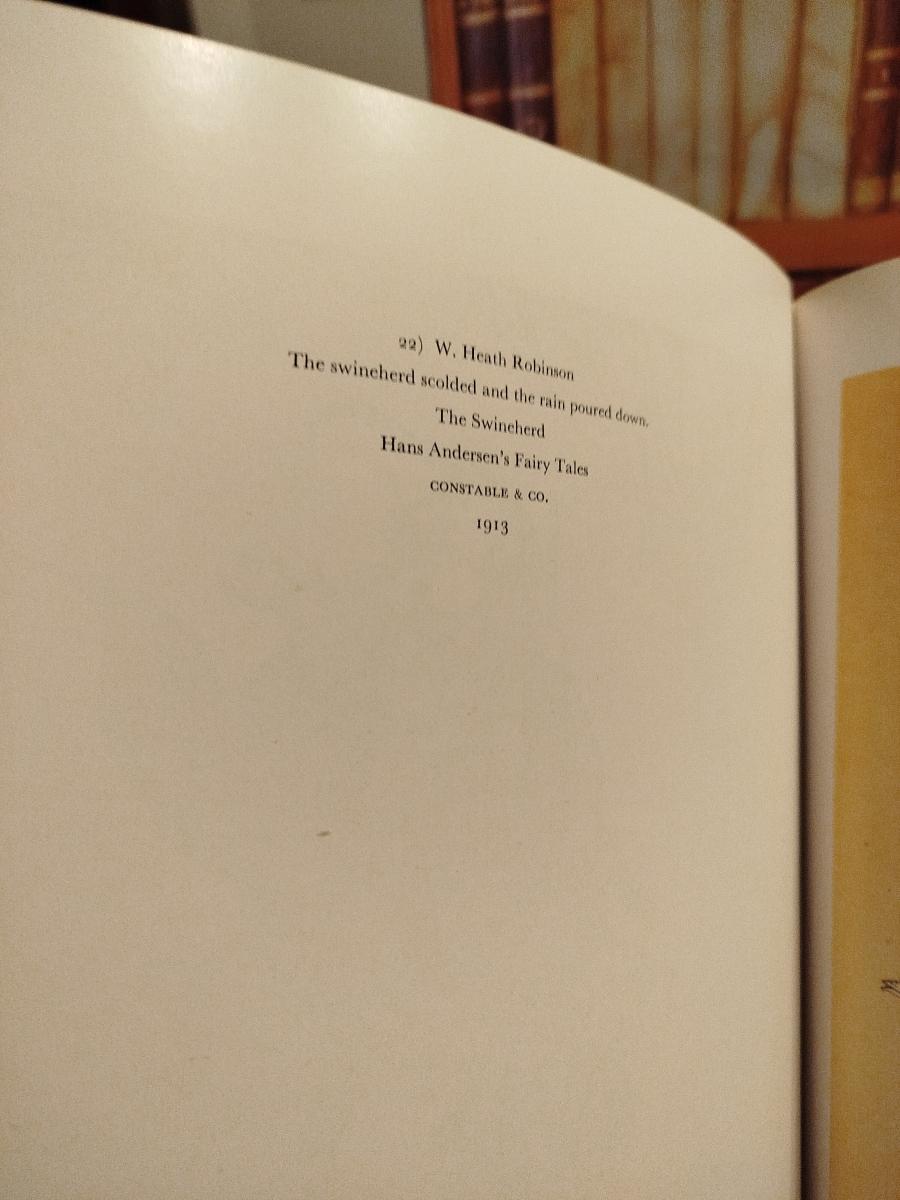 22) W. Heath Robinson
The swineherd scolded and the rain poured down.
The Swineherd
Hans Andersen's Fairy Tales
CONSTABLE & CO.
1913